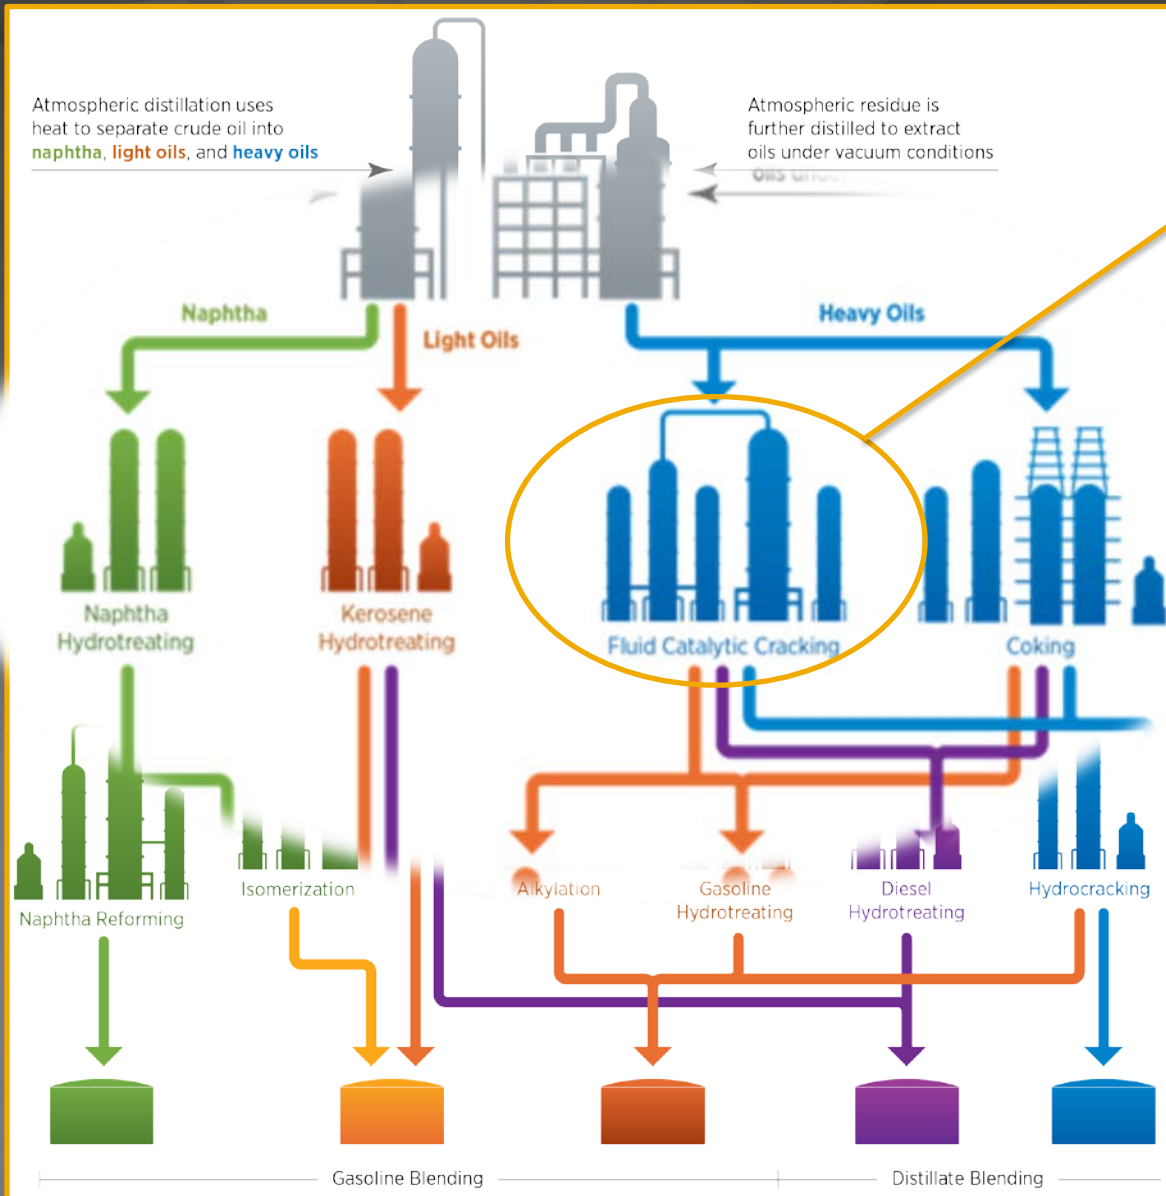 Atmospheric distillation uses
heat to separate crude oil into
naphtha, light oils, and heavy oils
Atmospheric residue is
further distilled to extract
oils under vacuum conditions
oils und
Naphtha
Light Oils
Heavy Oils
Naphtha
Hydrotreating
Kerosene
Hydrotreating
Fluid Catalytic Cracking
Coking
Naphtha Reforming
Isomerization
Alkylation
Gasoline
Hydrotreating
Diesel
Hydrotreating
Hydrocracking
Gasoline Blending
Distillate Blending